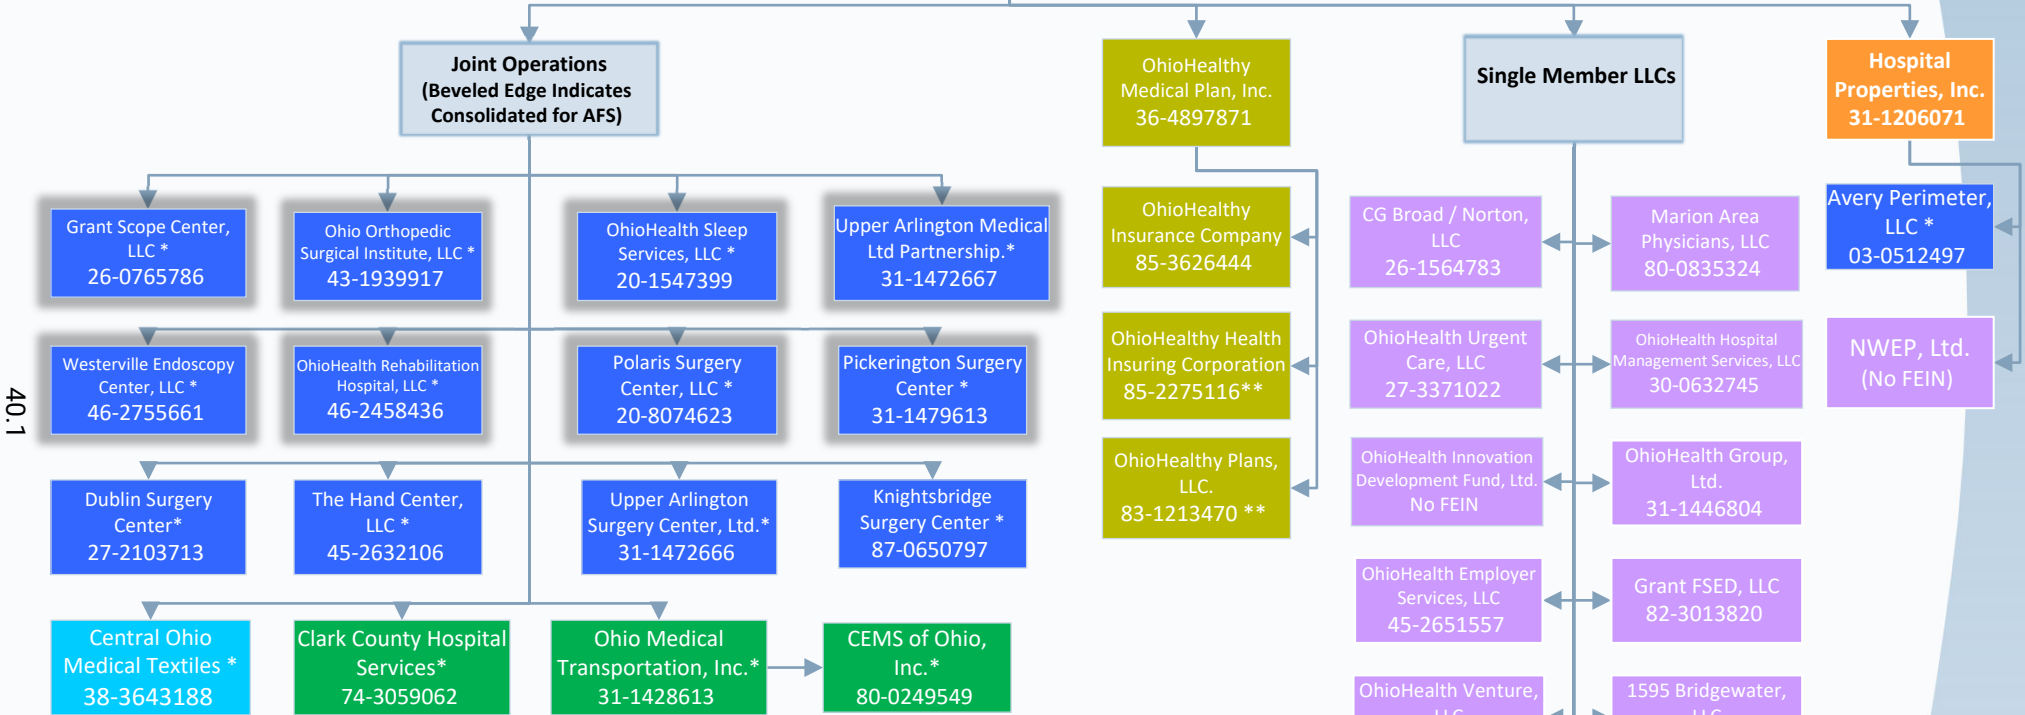 Joint Operations
(Beveled Edge Indicates
Consolidated for AFS)
OhioHealthy
Medical Plan, Inc.
36-4897871
Single Member LLCs
Hospital
Properties, Inc.
31-1206071
Grant Scope Center,
LLC *
26-0765786
Ohio Orthopedic
Surgical Institute, LLC *
43-1939917
OhioHealth Sleep
Services, LLC *
20-1547399
Upper Arlington Medical
Ltd Partnership.*
31-1472667
OhioHealthy
Insurance Company
85-3626444
CG Broad / Norton,
LLC
26-1564783
Marion Area
Physicians, LLC
80-0835324
Avery Perimeter,
LLC *
03-0512497
Westerville Endoscopy
Center, LLC *
46-2755661
OhioHealth Rehabilitation
Hospital, LLC *
46-2458436
Polaris Surgery
Center, LLC *
20-8074623
Pickerington Surgery
Center *
31-1479613
OhioHealthy Health
Insuring Corporation
85-2275116**
OhioHealth Urgent
Care, LLC
27-3371022
OhioHealth Hospital
Management Services, LLC
30-0632745
NWEP, Ltd.
(No FEIN)
40.1
Dublin Surgery
Center*
27-2103713
The Hand Center,
LLC *
45-2632106
Upper Arlington
Surgery Center, Ltd.*
31-1472666
Knightsbridge
Surgery Center *
87-0650797
OhioHealthy Plans,
LLC.
83-1213470 **
OhioHealth Innovation
Development Fund, Ltd.
No FEIN
OhioHealth Group,
Ltd.
31-1446804
OhioHealth Employer
Services, LLC
45-2651557
Grant FSED, LLC
82-3013820
Central Ohio
Medical Textiles *
38-3643188
Clark County Hospital
Services*
74-3059062
Ohio Medical
Transportation, Inc.*
31-1428613
CEMS of Ohio,
Inc.*
80-0249549
OhioHealth Venture,
LLC
1595 Bridgewater,
LLC